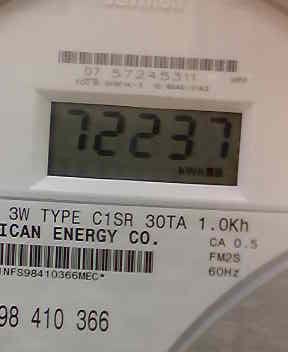 07 57245311
72237
kWh
3W TYPE C1SR 30TA 1.0Kh
ICAN ENERGY CO.
CA 0.5
FM2S
60Hz
INFS98410366MEC*
98 410 366